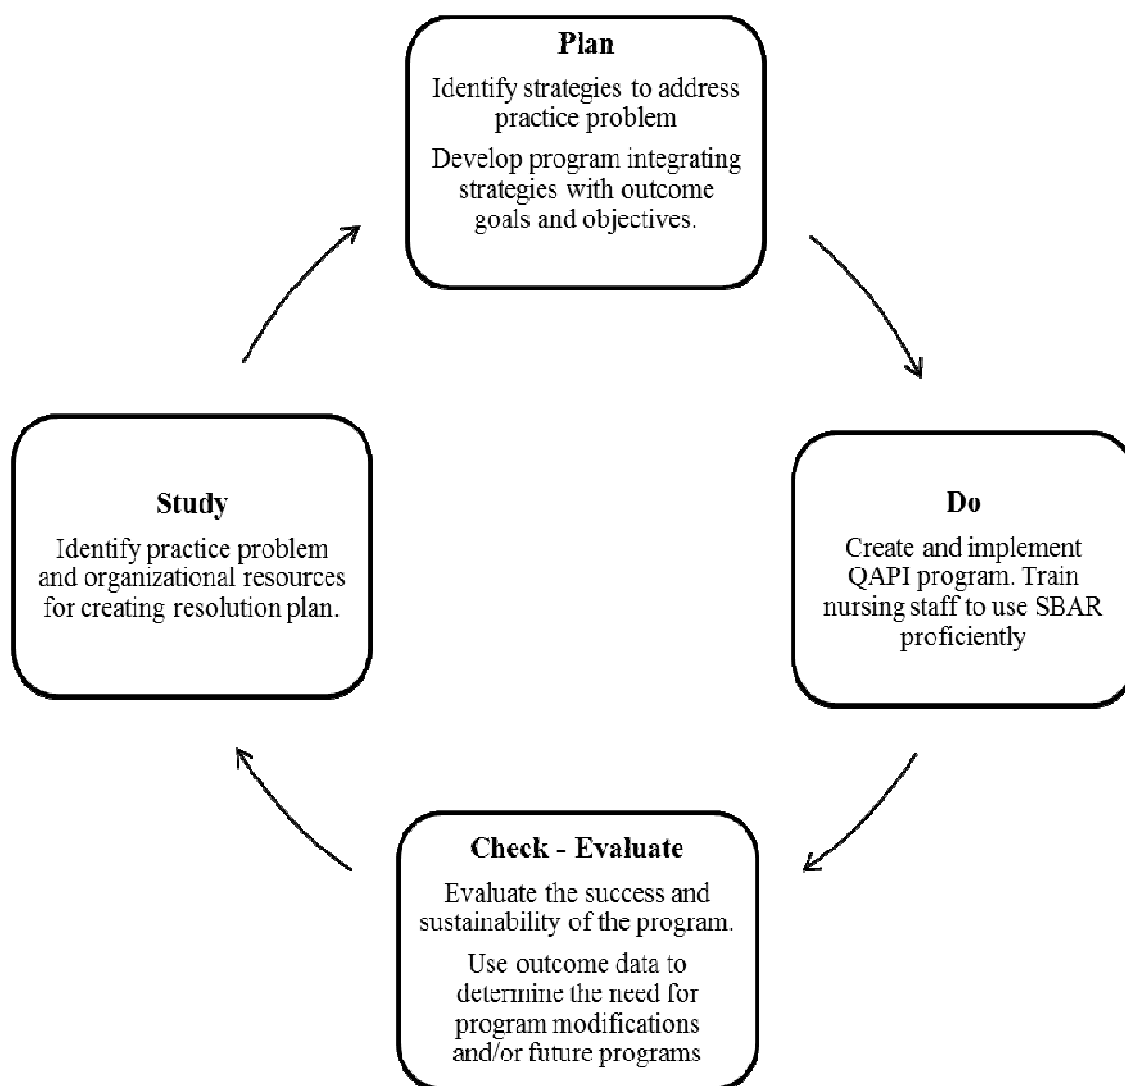 Plan
Identify strategies to address
practice problem
Develop program integrating
strategies with outcome
goals and objectives.
Study
Identify practice problem
and organizational resources
for creating resolution plan.
Do
Create and implement
QAPI program. Train
nursing staff to use SBAR
proficiently
Check - Evaluate
Evaluate the success and
sustainability of the program.
Use outcome data to
determine the need for
program modifications
and/or future programs